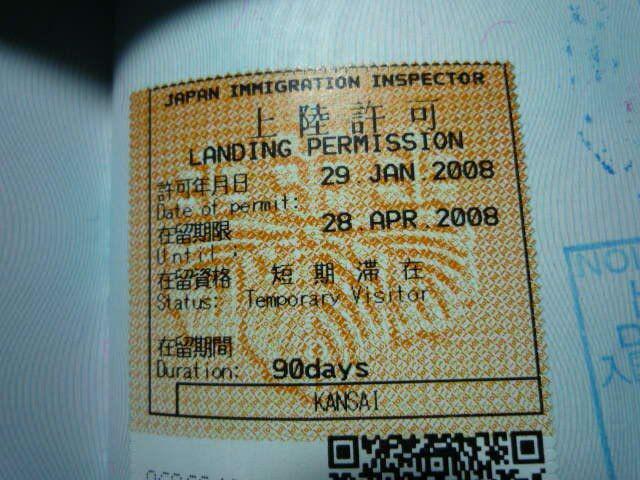 JAPAN IMMIGRATION INSPECTOR
上陸許可
LANDING PERMISSION
許可年月日 29. JAN. 2008
Date of permit:
在留期限 28. APR. 2008
Until :
在留資格 短期滞在
Status: Temporary Visitor
在留期間
Duration: 90days
KANSAI